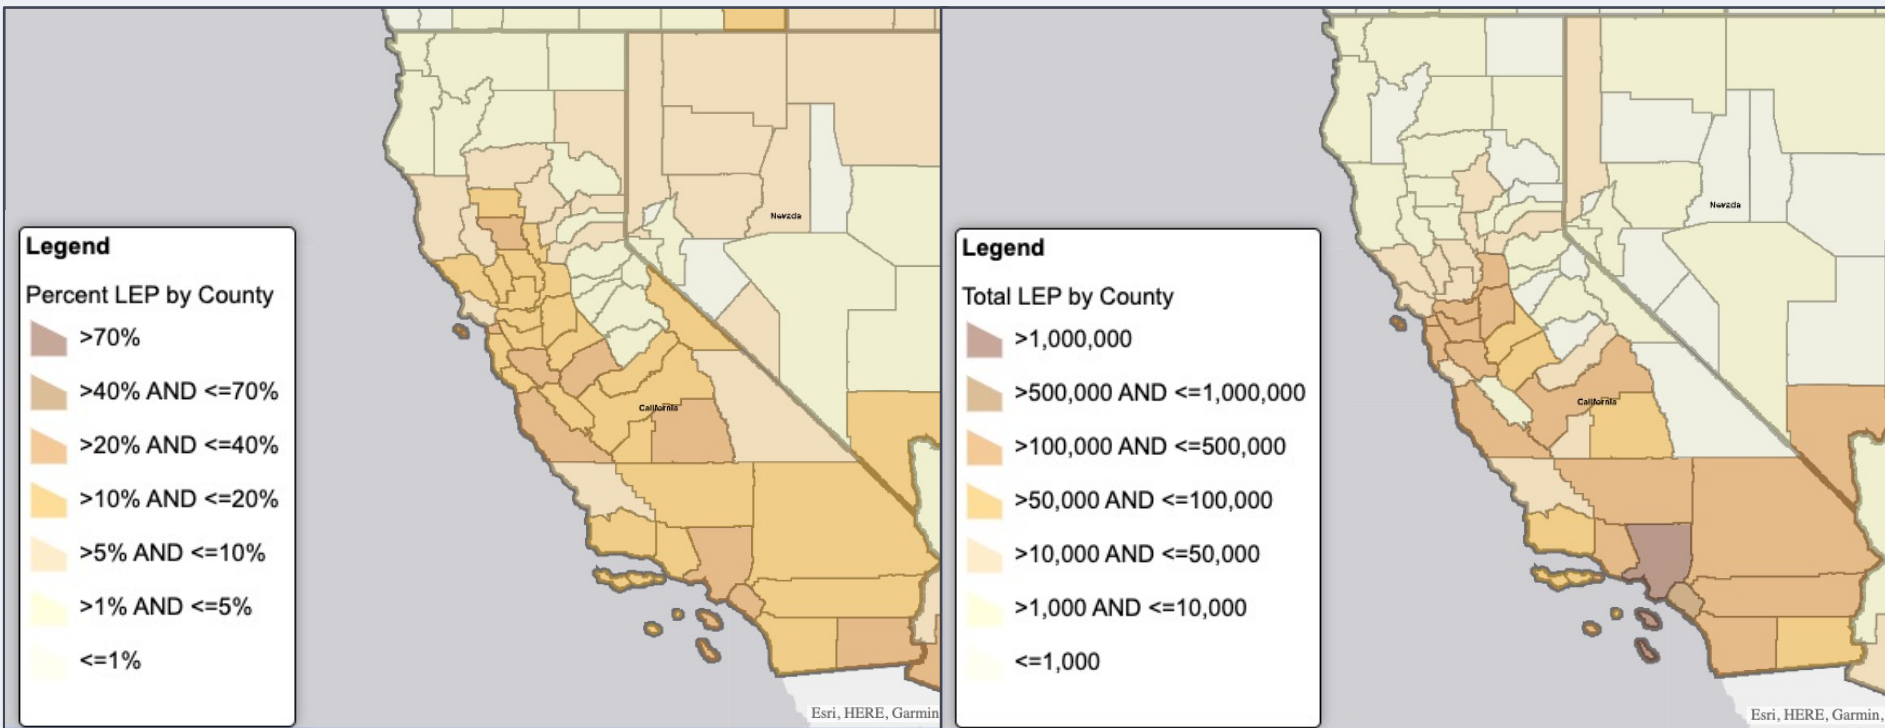 Legend
Percent LEP by County
>70%
>40% AND <=70%
>20% AND <=40%
>10% AND <=20%
>5% AND <=10%
>1% AND <=5%
<=1%
Nevada
California
Esri, HERE, Garmin
Legend
Total LEP by County
>1,000,000
>500,000 AND <=1,000,000
>100,000 AND <=500,000
>50,000 AND <=100,000
>10,000 AND <=50,000
>1,000 AND <=10,000
<=1,000
Nevada
California
Esri, HERE, Garmin,